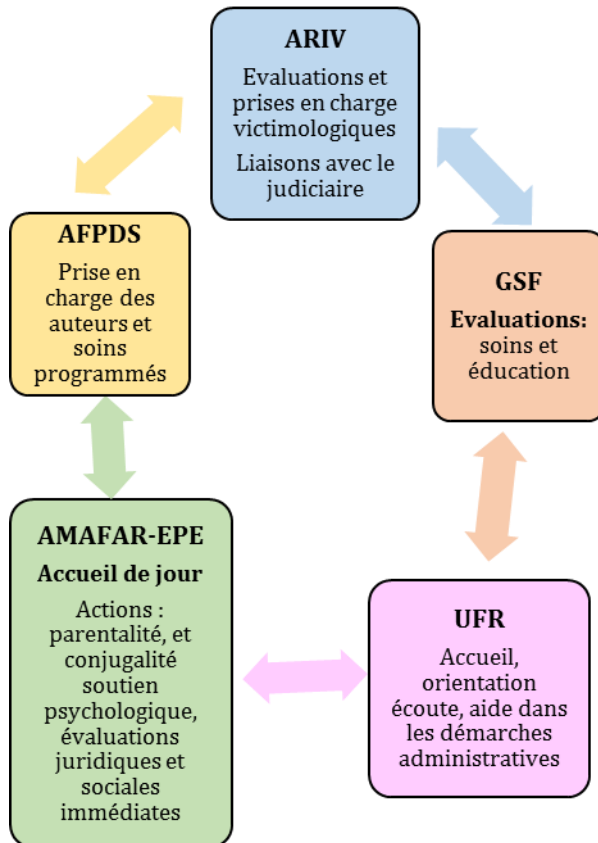 ARIV
Evaluations et
prises en charge
victimologiques
Liaisons avec le
judiciaire
AFPDS
Prise en
charge des
auteurs et
soins
programmés
GSF
Evaluations:
soins et
éducation
AMAFAR-EPE
Accueil de jour
Actions :
parentalité, et
conjugalité
soutien
psychologique,
évaluations
juridiques et
sociales
immédiates
UFR
Accueil,
orientation
écoute, aide dans
les démarches
administratives